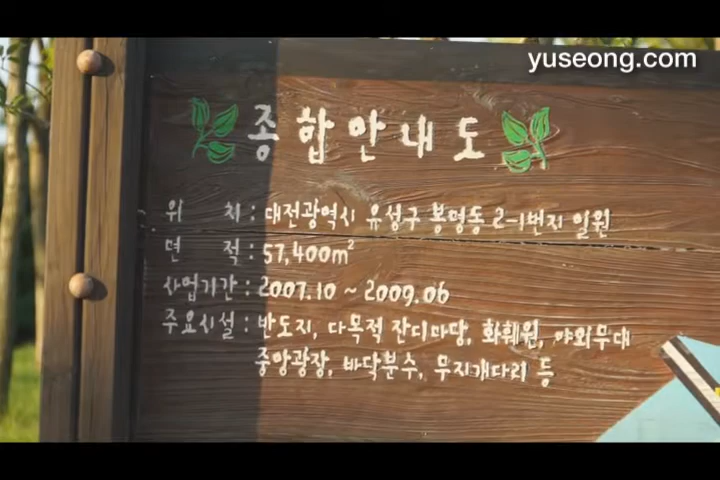 yuseong.com
종합안내도
위 치 : 대전광역시 유성구 봉명동 2-1번지 일원
면 적 : 57,400m²
사업기간 : 2007.10 ~ 2009.06
주요시설 : 반도지, 다목적 잔디마당, 화훼원, 야외무대
중앙광장, 바닥분수, 무지개다리 등